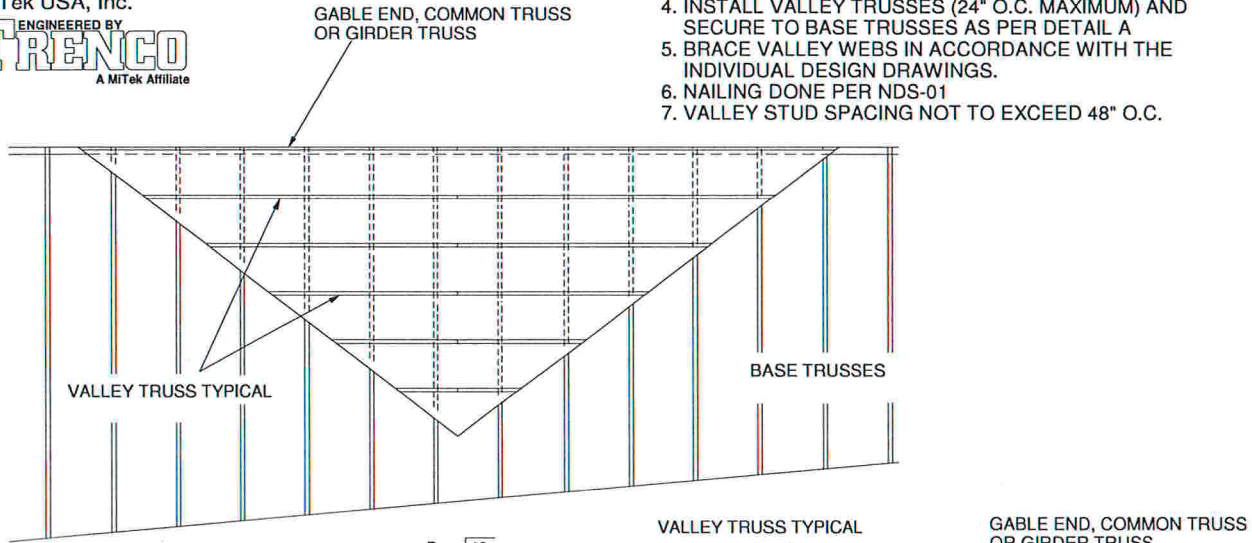 Tek USA, Inc.
ENGINEERED BY
TRENCO
A MiTek Affiliate
GABLE END, COMMON TRUSS
OR GIRDER TRUSS
4. INSTALL VALLEY TRUSSES (24" O.C. MAXIMUM) AND
SECURE TO BASE TRUSSES AS PER DETAIL A
5. BRACE VALLEY WEBS IN ACCORDANCE WITH THE
INDIVIDUAL DESIGN DRAWINGS.
6. NAILING DONE PER NDS-01
7. VALLEY STUD SPACING NOT TO EXCEED 48" O.C.
VALLEY TRUSS TYPICAL
BASE TRUSSES
VALLEY TRUSS TYPICAL
GABLE END, COMMON TRUSS
OR GIRDER TRUSS